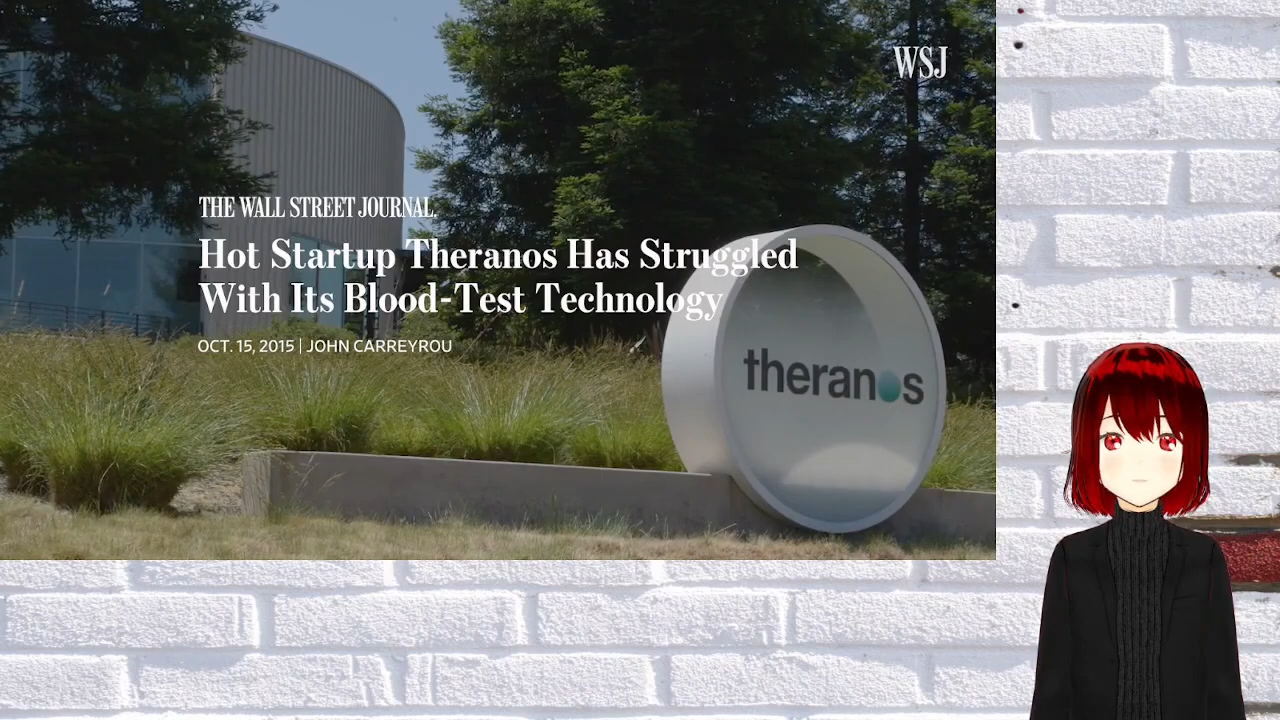 WSJ
THE WALL STREET JOURNAL.
Hot Startup Theranos Has Struggled
With Its Blood-Test Technology
OCT. 15, 2015 | JOHN CARREYROU
theranos